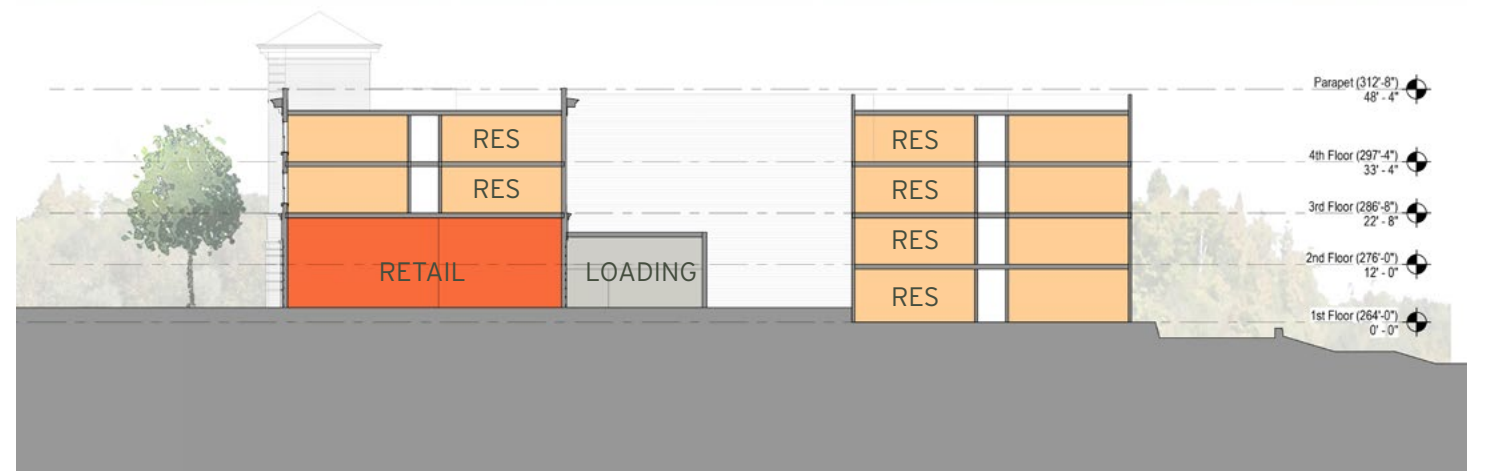 Parapet (312'-8")
48' - 4"
RES
RES
4th Floor (297'-4")
33' - 4"
RES
RES
3rd Floor (286'-8")
22' - 8"
RES
2nd Floor (276'-0")
12' - 0"
RETAIL
LOADING
RES
1st Floor (264'-0")
0' - 0"